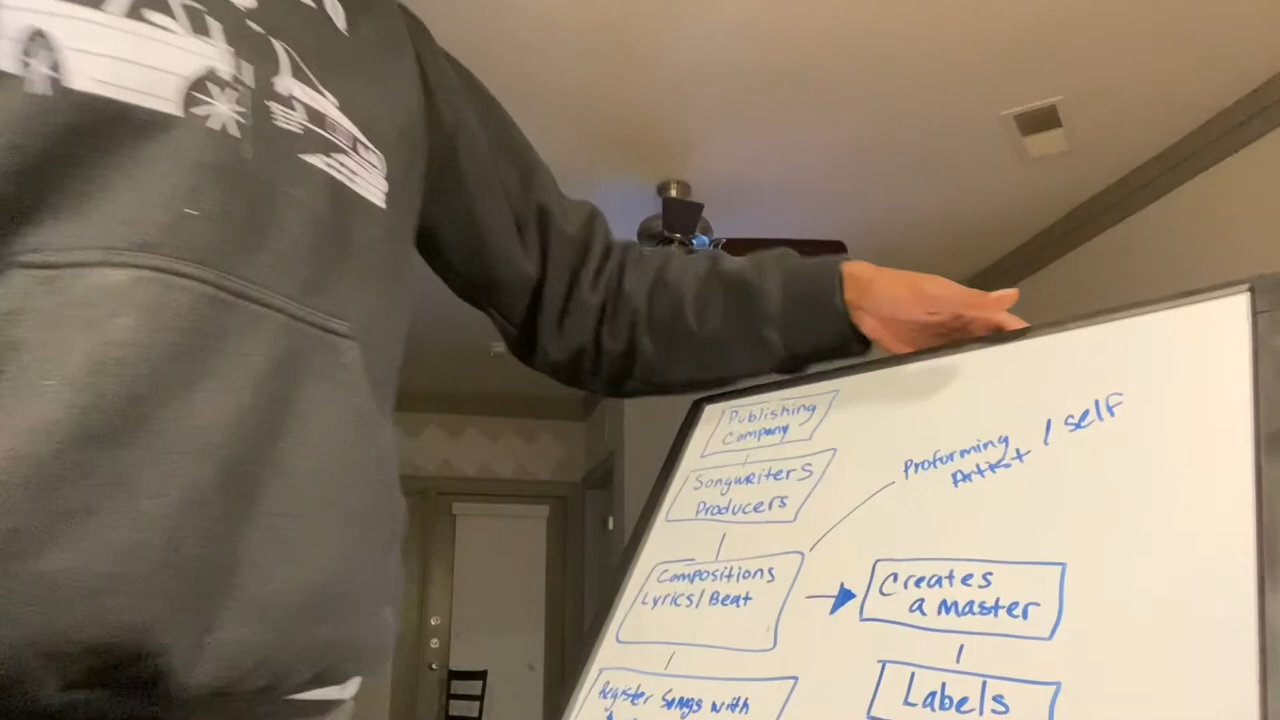 Publishing
Company
Songwriters
Producers
Proforming / self
Artist
Compositions
Lyrics/Beat
Creates
a master
Register Songs with
Labels